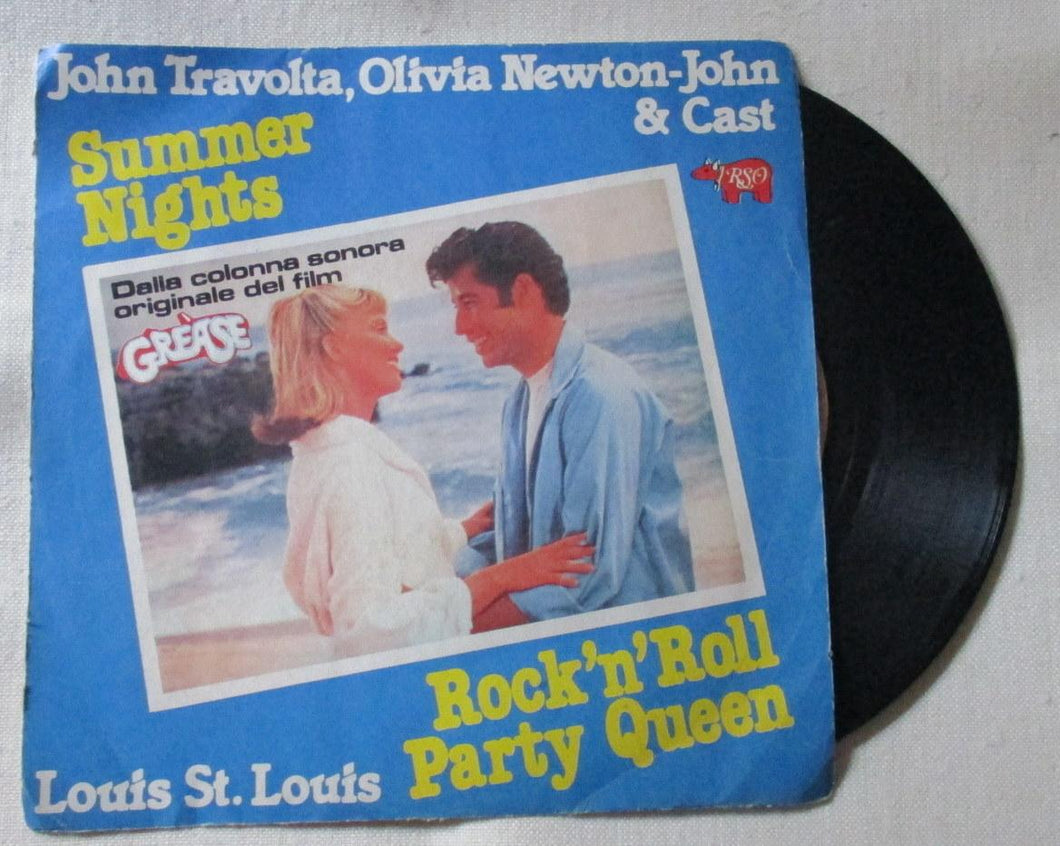 John Travolta, Olivia Newton-John
& Cast
Summer
Nights
RSO
Dalla colonna sonora
originale del film
GREASE
Rock'n'Roll
Party Queen
Louis St. Louis